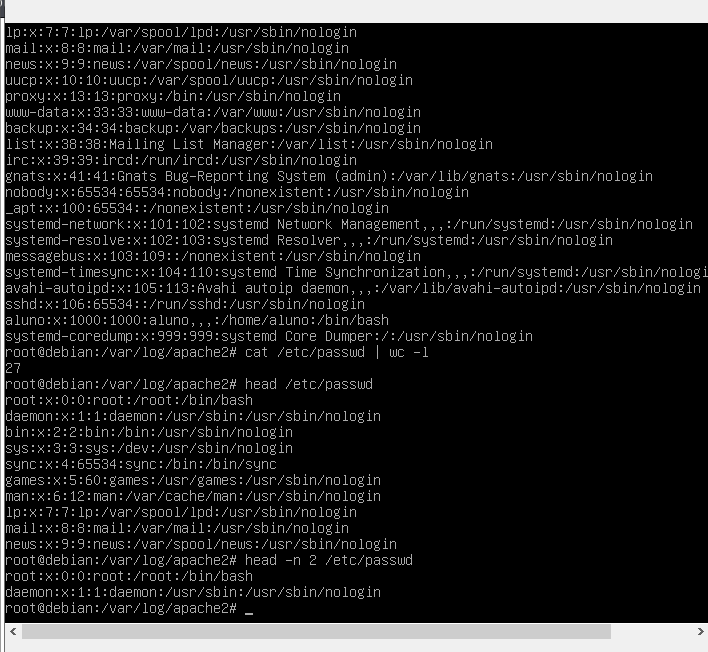 lp:x:7:7:lp:/var/spool/lpd:/usr/sbin/nologin
mail:x:8:8:mail:/var/mail:/usr/sbin/nologin
news:x:9:9:news:/var/spool/news:/usr/sbin/nologin
uucp:x:10:10:uucp:/var/spool/uucp:/usr/sbin/nologin
proxy:x:13:13:proxy:/bin:/usr/sbin/nologin
www-data:x:33:33:www-data:/var/www:/usr/sbin/nologin
backup:x:34:34:backup:/var/backups:/usr/sbin/nologin
list:x:38:38:Mailing List Manager:/var/list:/usr/sbin/nologin
irc:x:39:39:ircd:/run/ircd:/usr/sbin/nologin
gnats:x:41:41:Gnats Bug-Reporting System (admin):/var/lib/gnats:/usr/sbin/nologin
nobody:x:65534:65534:nobody:/nonexistent:/usr/sbin/nologin
_apt:x:100:65534::/nonexistent:/usr/sbin/nologin
systemd-network:x:101:102:systemd Network Management,,,:/run/systemd:/usr/sbin/nologin
systemd-resolve:x:102:103:systemd Resolver,,,:/run/systemd:/usr/sbin/nologin
messagebus:x:103:109::/nonexistent:/usr/sbin/nologin
systemd-timesync:x:104:110:systemd Time Synchronization,,,:/run/systemd:/usr/sbin/nologi
avahi-autoipd:x:105:113:Avahi autoip daemon,,,:/var/lib/avahi-autoipd:/usr/sbin/nologin
sshd:x:106:65534::/run/sshd:/usr/sbin/nologin
aluno:x:1000:1000:aluno,,,:/home/aluno:/bin/bash
systemd-coredump:x:999:999:systemd Core Dumper:/:/usr/sbin/nologin
root@debian:/var/log/apache2# cat /etc/passwd | wc -l
27
root@debian:/var/log/apache2# head /etc/passwd
root:x:0:0:root:/root:/bin/bash
daemon:x:1:1:daemon:/usr/sbin:/usr/sbin/nologin
bin:x:2:2:bin:/bin:/usr/sbin/nologin
sys:x:3:3:sys:/dev:/usr/sbin/nologin
sync:x:4:65534:sync:/bin:/bin/sync
games:x:5:60:games:/usr/games:/usr/sbin/nologin
man:x:6:12:man:/var/cache/man:/usr/sbin/nologin
lp:x:7:7:lp:/var/spool/lpd:/usr/sbin/nologin
mail:x:8:8:mail:/var/mail:/usr/sbin/nologin
news:x:9:9:news:/var/spool/news:/usr/sbin/nologin
root@debian:/var/log/apache2# head -n 2 /etc/passwd
root:x:0:0:root:/root:/bin/bash
daemon:x:1:1:daemon:/usr/sbin:/usr/sbin/nologin
root@debian:/var/log/apache2# _